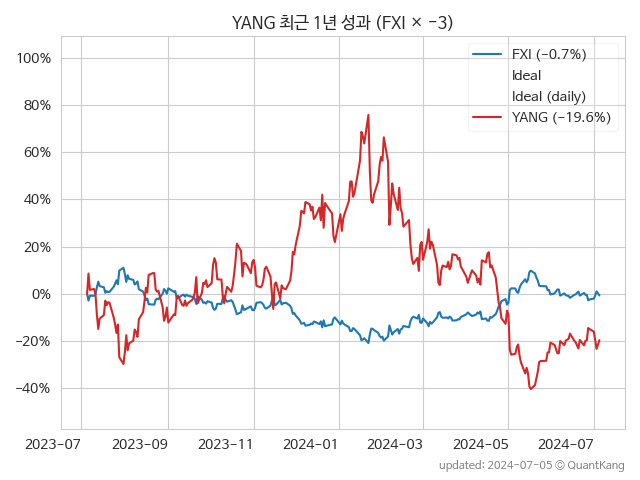 YANG 최근 1년 성과 (FXI × −3)
FXI (−0.7%)
Ideal
Ideal (daily)
YANG (−19.6%)
100%
80%
60%
40%
20%
0%
−20%
−40%
2023−07
2023−09
2023−11
2024−01
2024−03
2024−05
2024−07
updated: 2024-07-05 © QuantKang